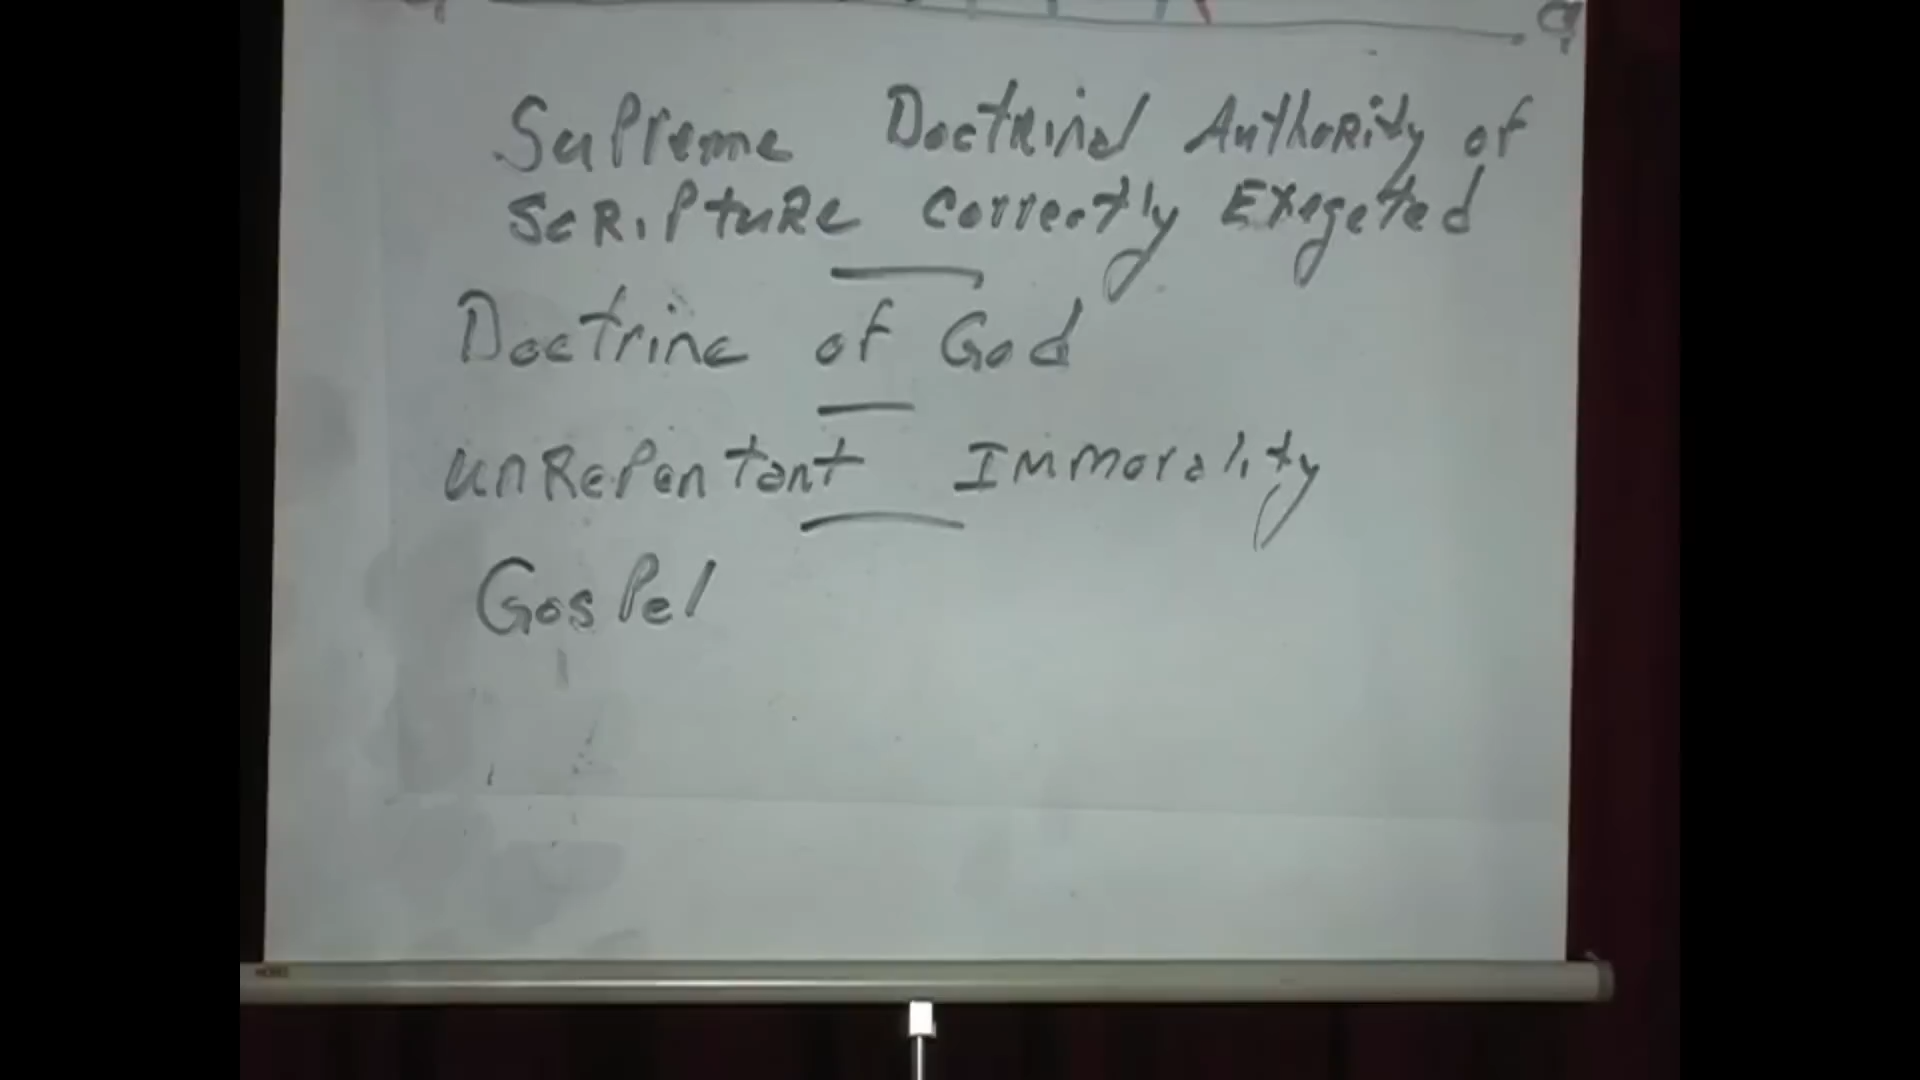 Supreme Doctrinal Authority of
Scripture Correctly Exegeted
Doctrine of God
unRepentant Immorality
Gospel